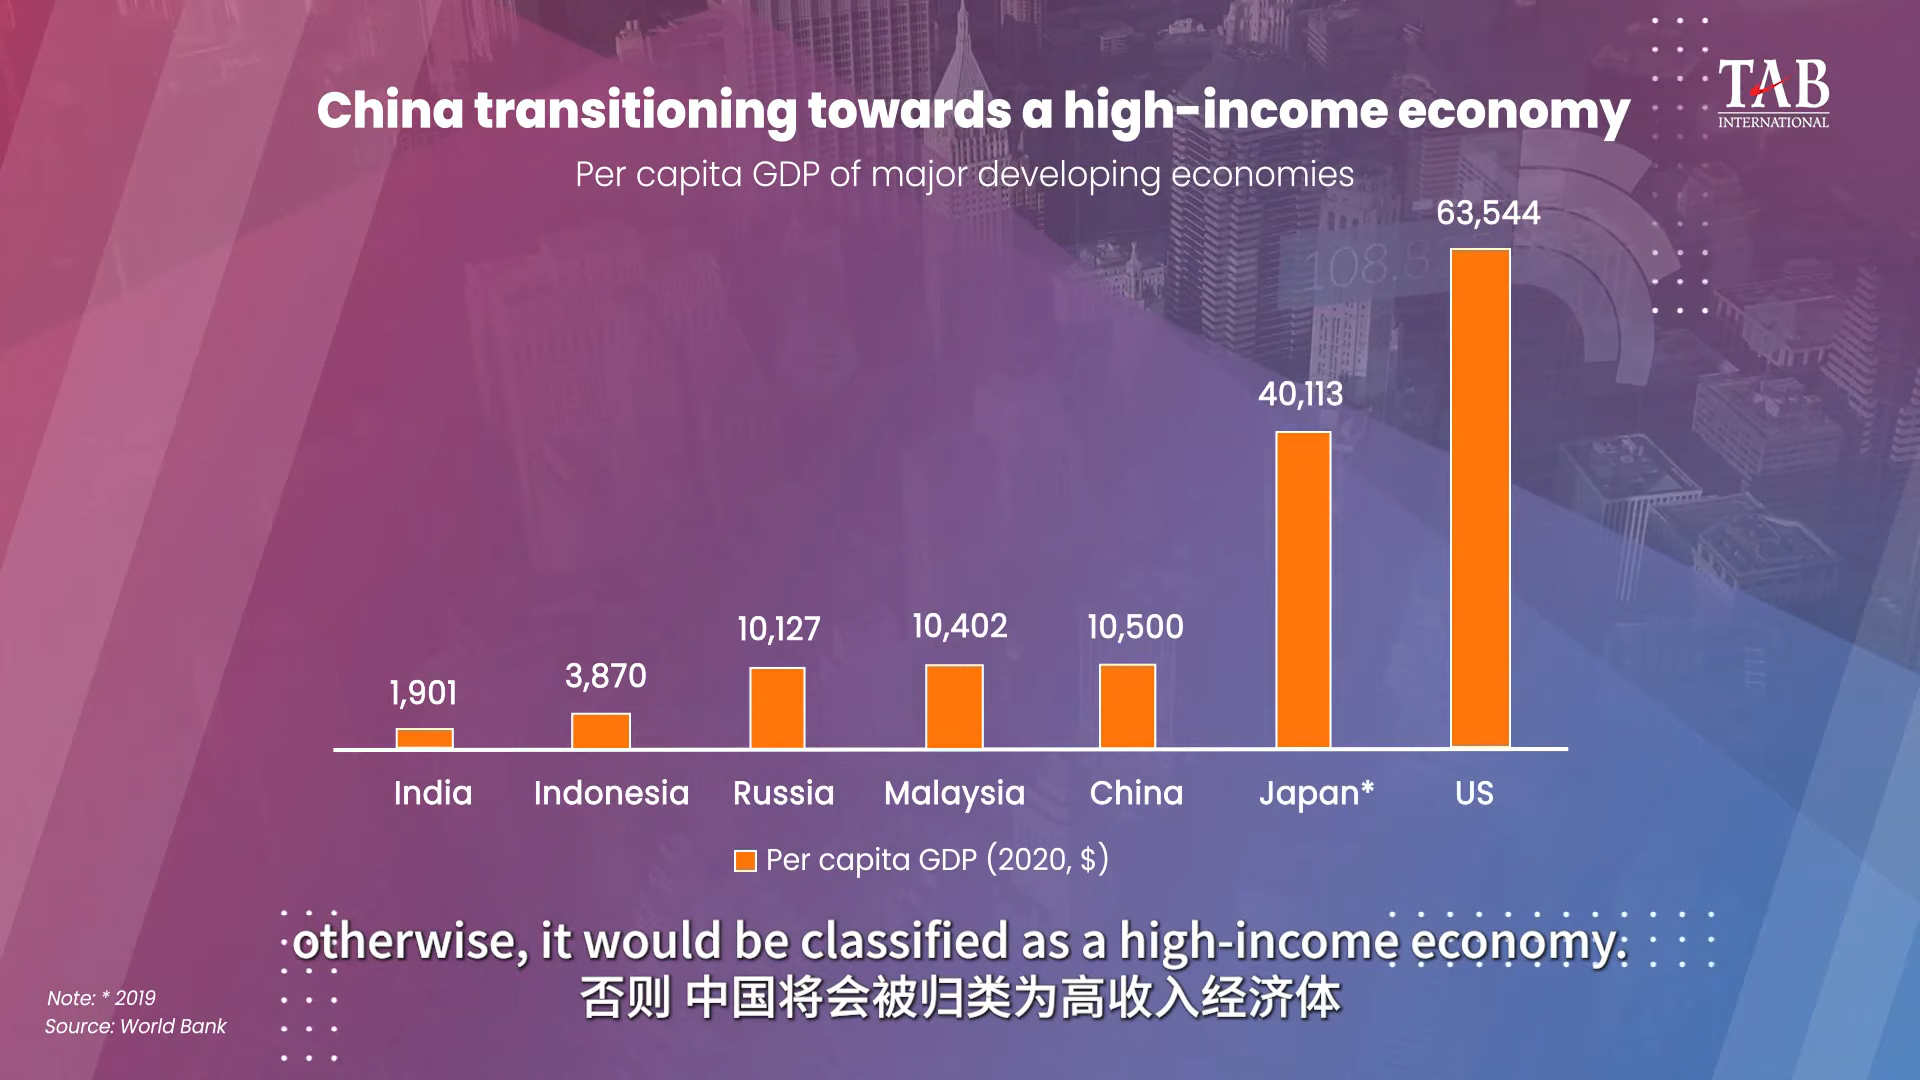 China transitioning towards a high-income economy
TAB
INTERNATIONAL
Per capita GDP of major developing economies
63,544
108.8
40,113
10,127
10,402
10,500
3,870
1,901
India
Indonesia
Russia
Malaysia
China
Japan*
US
Per capita GDP (2020, $)
otherwise, it would be classified as a high-income economy.
否则 中国将会被归类为高收入经济体
Note: * 2019
Source: World Bank